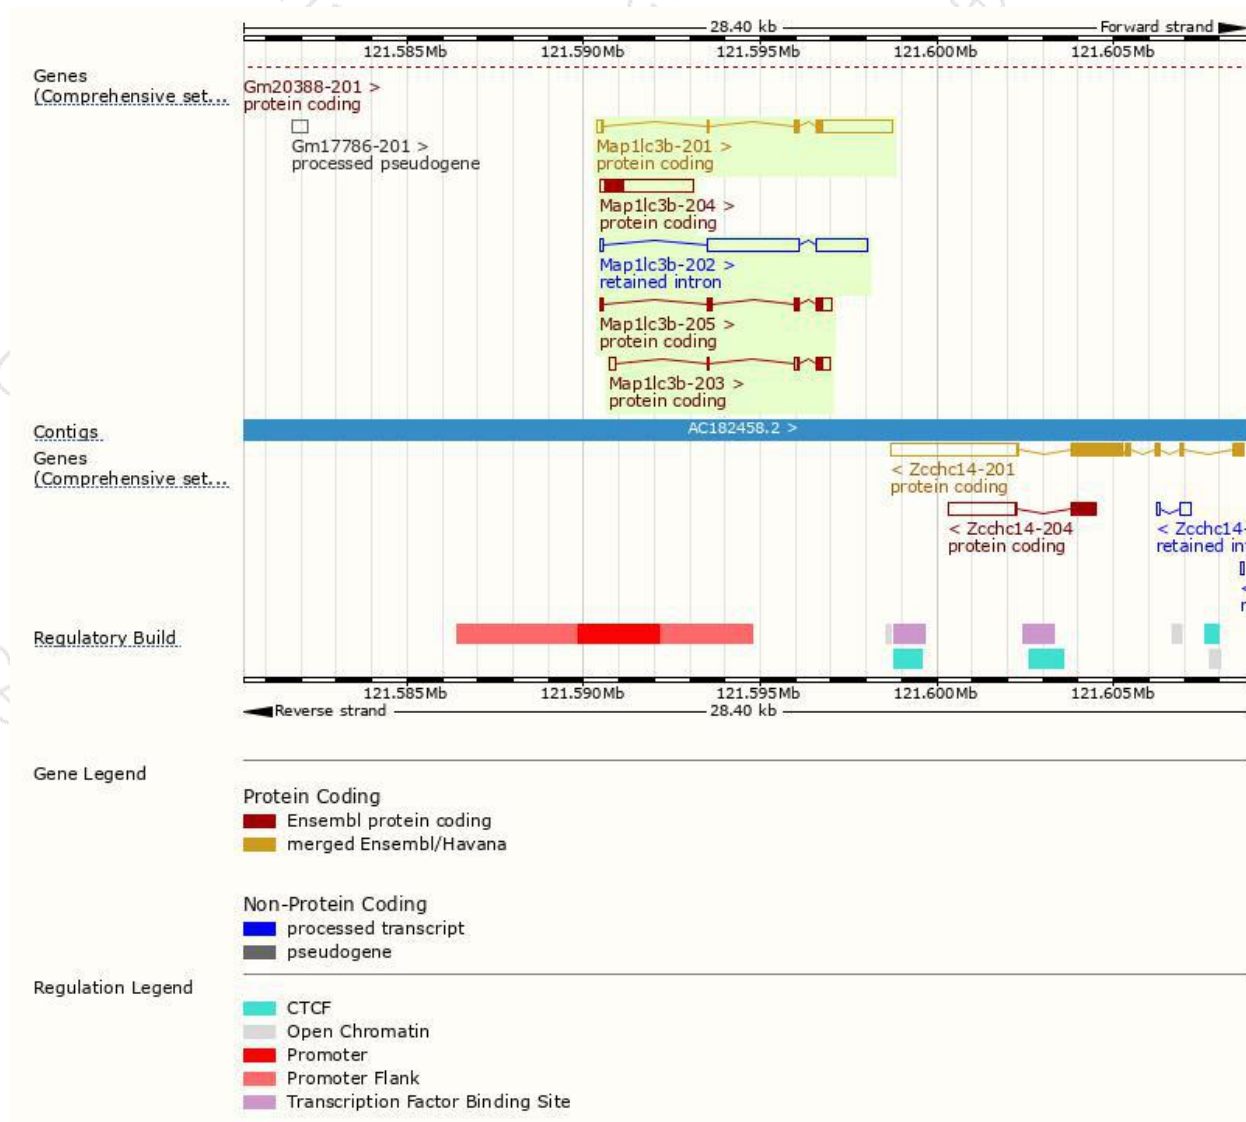 28.40 kb
Forward strand
121.585Mb 121.590Mb 121.595Mb 121.600Mb 121.605Mb
Genes
(Comprehensive set...
Gm20388-201 >
protein coding
Gm17786-201 >
processed pseudogene
Map1lc3b-201 >
protein coding
Map1lc3b-204 >
protein coding
Map1lc3b-202 >
retained intron
Map1lc3b-205 >
protein coding
Map1lc3b-203 >
protein coding
Contigs
AC182458.2 >
Genes
(Comprehensive set...
< Zcchc14-201
protein coding
< Zcchc14-204
protein coding
< Zcchc14-
retained in
<
r
Regulatory Build
121.585Mb 121.590Mb 121.595Mb 121.600Mb 121.605Mb
Reverse strand
28.40 kb
Gene Legend
Protein Coding
Ensembl protein coding
merged Ensembl/Havana
Non-Protein Coding
processed transcript
pseudogene
Regulation Legend
CTCF
Open Chromatin
Promoter
Promoter Flank
Transcription Factor Binding Site